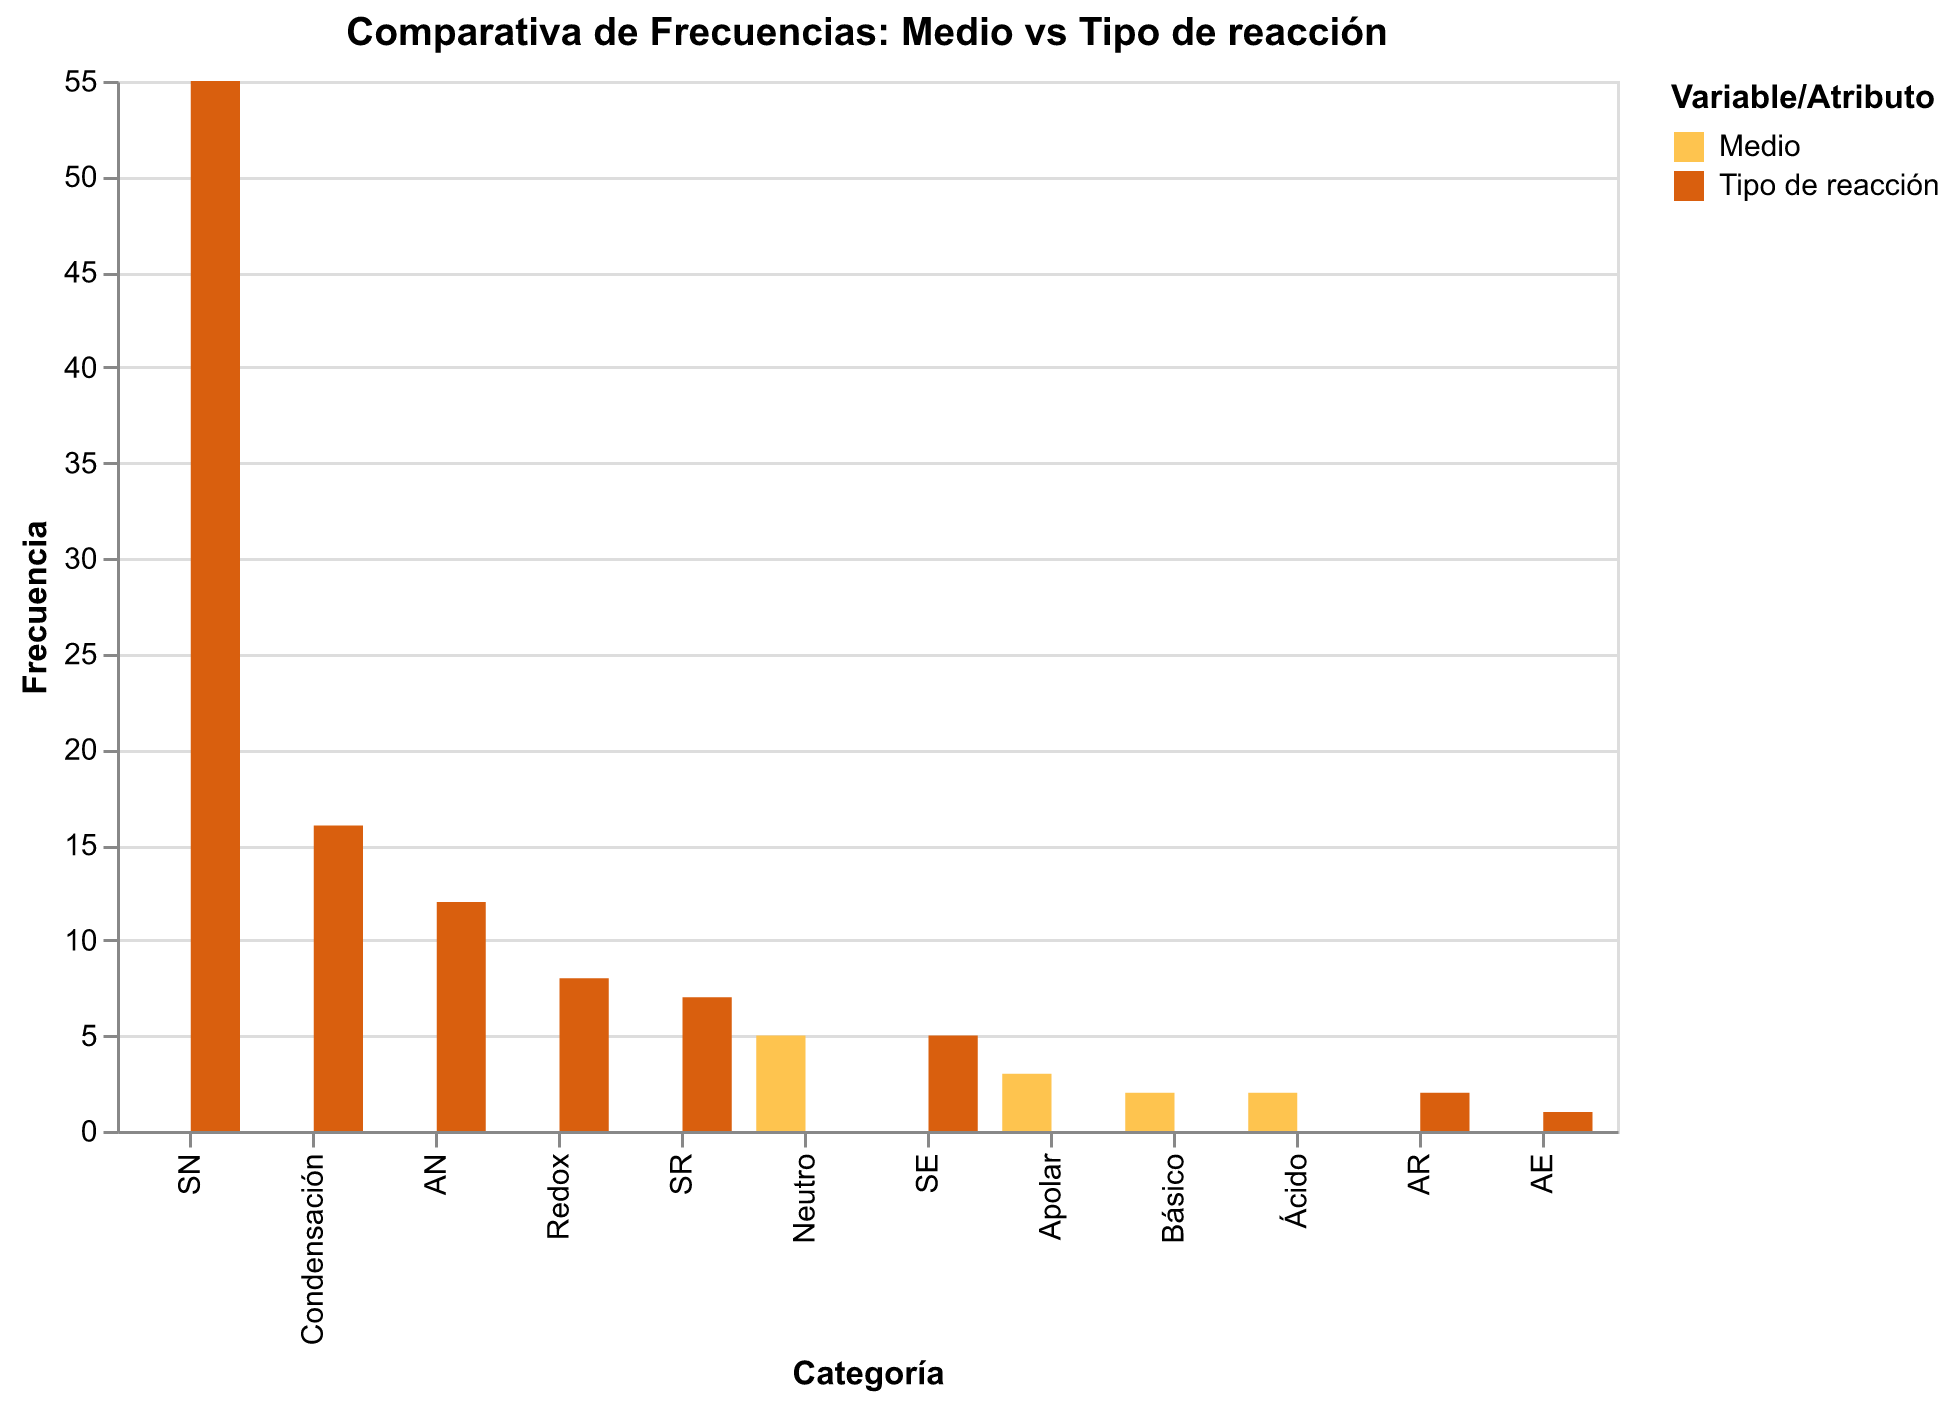 Comparativa de Frecuencias: Medio vs Tipo de reacción
Variable/Atributo
Medio
Tipo de reacción
Frecuencia
55
50
45
40
35
30
25
20
15
10
5
0
SN
Condensación
AN
Redox
SR
Neutro
SE
Apolar
Básico
Ácido
AR
AE
Categoría